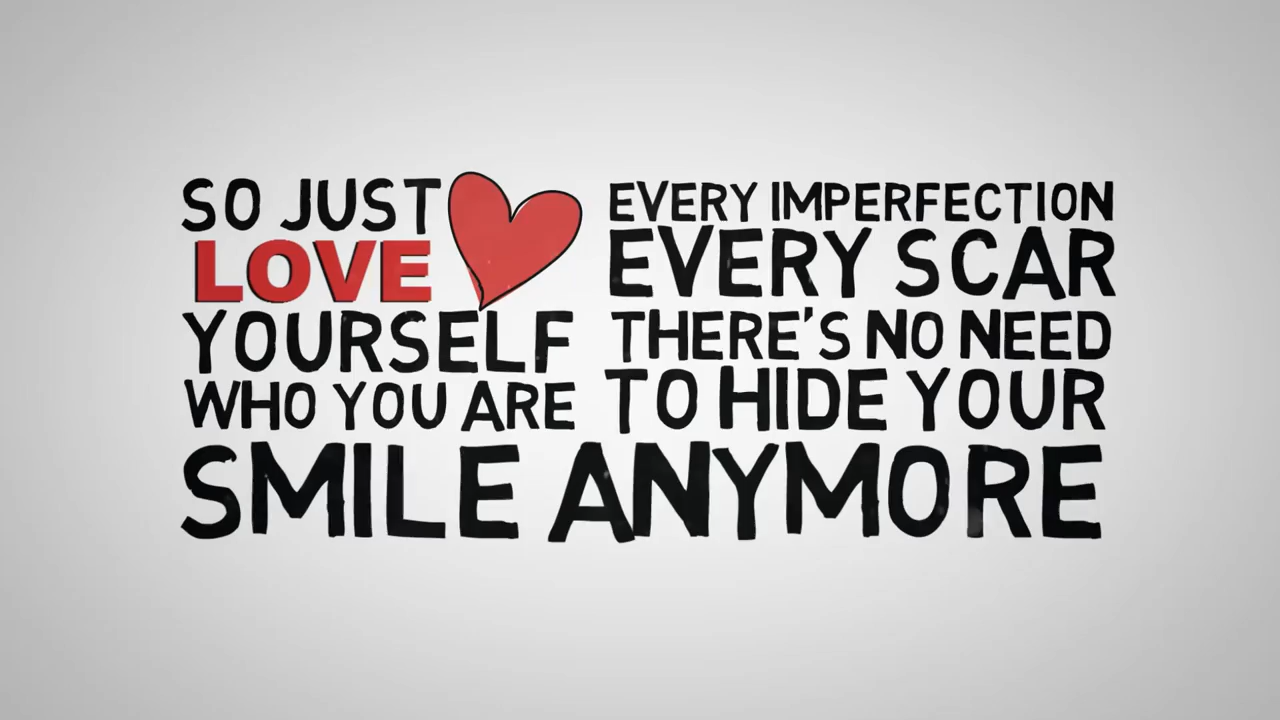 SO JUST
LOVE
YOURSELF
WHO YOU ARE
EVERY IMPERFECTION
EVERY SCAR
THERE'S NO NEED
TO HIDE YOUR
SMILE ANYMORE